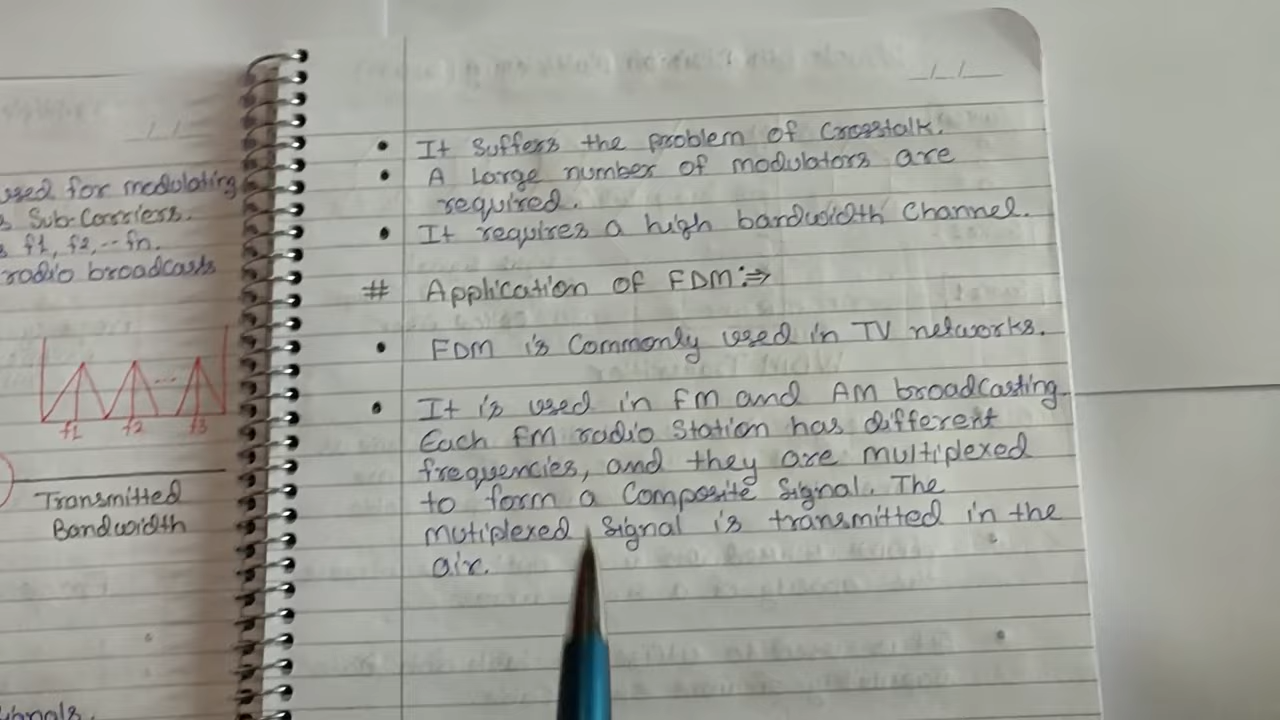 used for modulating
Sub-Carriers.
f1, f2, -- fn.
radio broadcasts
f1 f2 f3
Transmitted
Bandwidth
• It Suffers the problem of Crosstalk.
• A Large number of modulators are
required.
• It requires a high bandwidth Channel.
# Application of FDM:⇒
• FDM is Commonly used in TV networks.
• It is used in FM and AM broadcasting.
Each FM radio Station has different
frequencies, and they are multiplexed
to form a Composite Signal. The
mutiplexed Signal is transmitted in the
air.